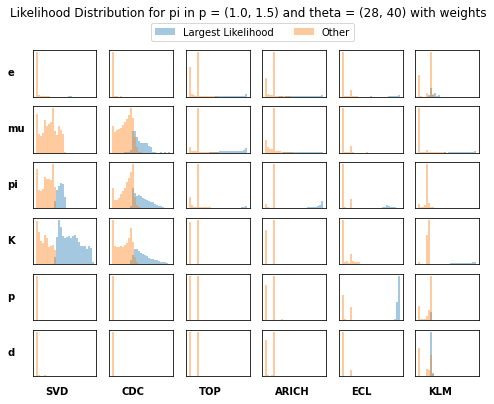 Likelihood Distribution for pi in p = (1.0, 1.5) and theta = (28, 40) with weights
Largest Likelihood Other
e
mu
pi
K
p
d
SVD CDC TOP ARICH ECL KLM